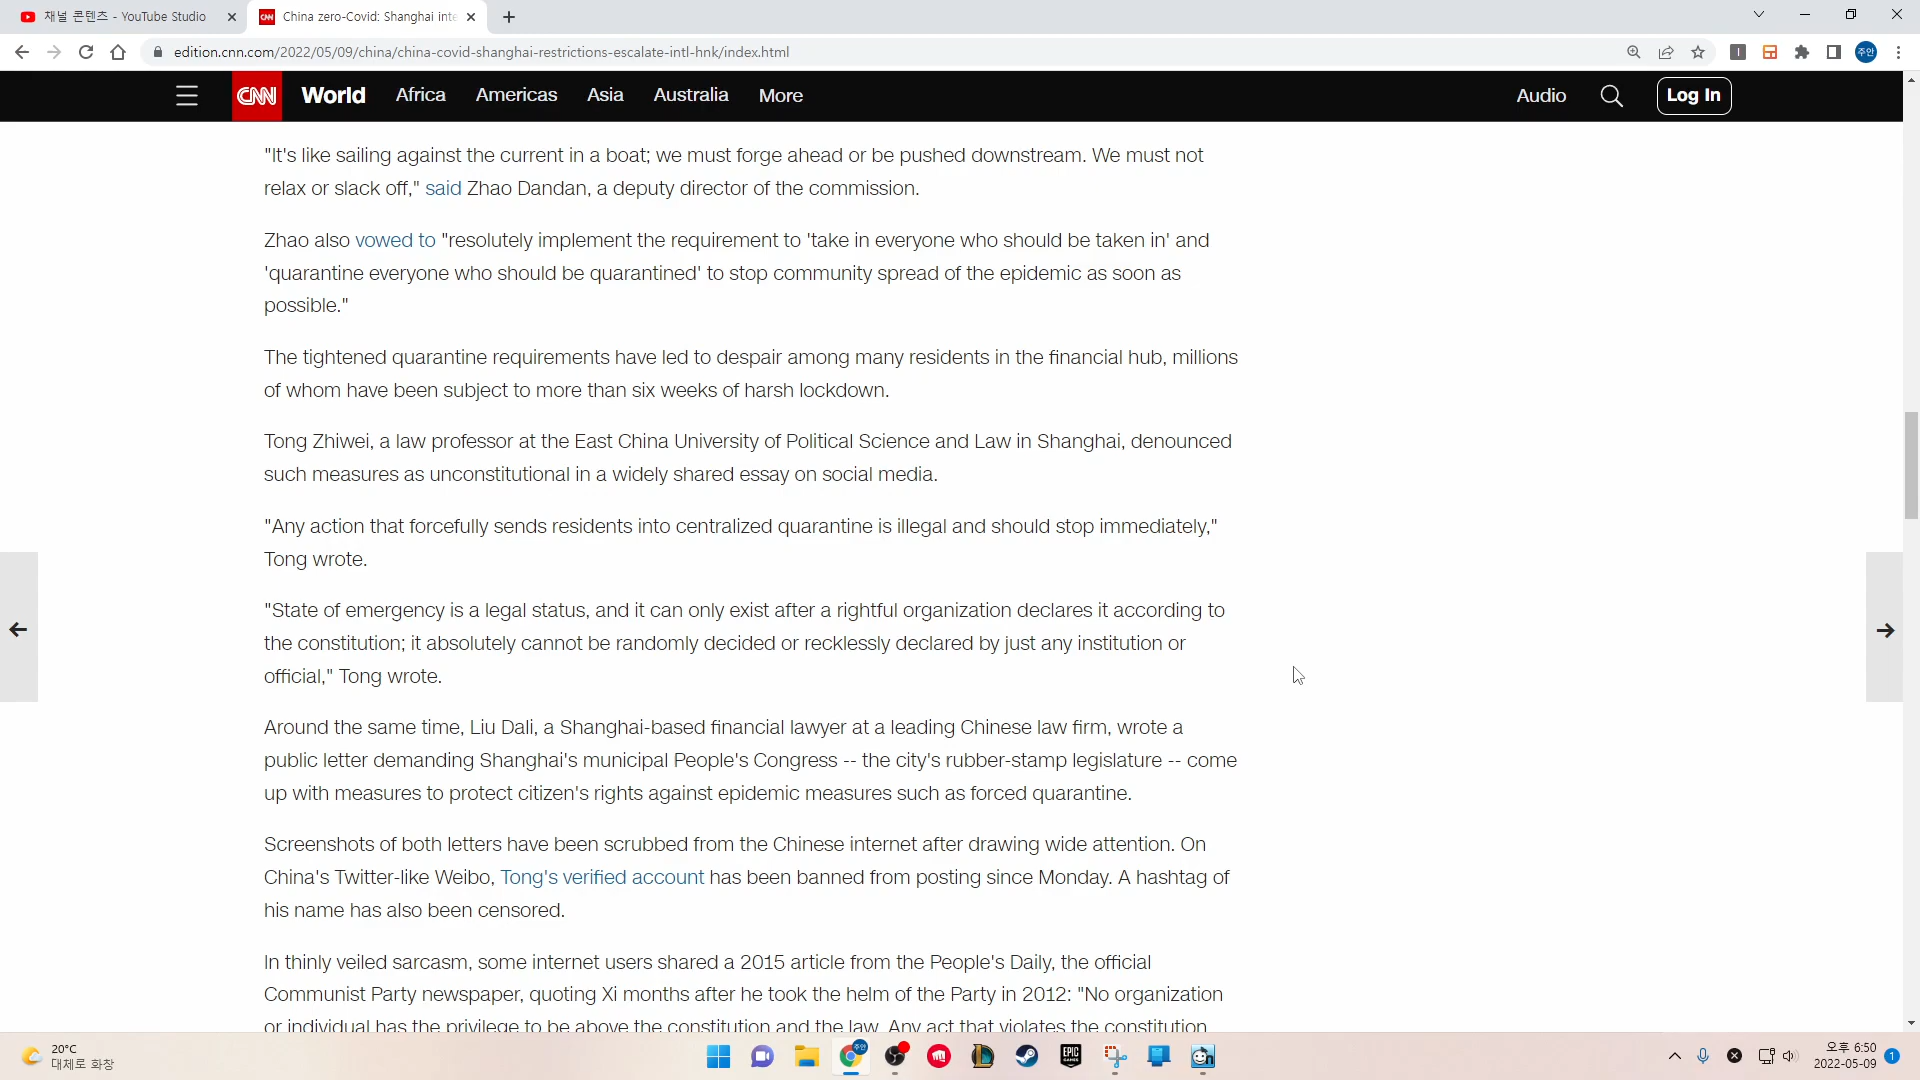 채널 콘텐츠 - YouTube Studio
China zero-Covid: Shanghai inte
edition.cnn.com/2022/05/09/china/china-covid-shanghai-restrictions-escalate-intl-hnk/index.html
주안
CNN World Africa Americas Asia Australia More Audio Log In
"It's like sailing against the current in a boat; we must forge ahead or be pushed downstream. We must not
relax or slack off," said Zhao Dandan, a deputy director of the commission.
Zhao also vowed to "resolutely implement the requirement to 'take in everyone who should be taken in' and
'quarantine everyone who should be quarantined' to stop community spread of the epidemic as soon as
possible."
The tightened quarantine requirements have led to despair among many residents in the financial hub, millions
of whom have been subject to more than six weeks of harsh lockdown.
Tong Zhiwei, a law professor at the East China University of Political Science and Law in Shanghai, denounced
such measures as unconstitutional in a widely shared essay on social media.
"Any action that forcefully sends residents into centralized quarantine is illegal and should stop immediately,"
Tong wrote.
"State of emergency is a legal status, and it can only exist after a rightful organization declares it according to
the constitution; it absolutely cannot be randomly decided or recklessly declared by just any institution or
official," Tong wrote.
Around the same time, Liu Dali, a Shanghai-based financial lawyer at a leading Chinese law firm, wrote a
public letter demanding Shanghai's municipal People's Congress -- the city's rubber-stamp legislature -- come
up with measures to protect citizen's rights against epidemic measures such as forced quarantine.
Screenshots of both letters have been scrubbed from the Chinese internet after drawing wide attention. On
China's Twitter-like Weibo, Tong's verified account has been banned from posting since Monday. A hashtag of
his name has also been censored.
In thinly veiled sarcasm, some internet users shared a 2015 article from the People's Daily, the official
Communist Party newspaper, quoting Xi months after he took the helm of the Party in 2012: "No organization
or individual has the privilege to be above the constitution and the law. Any act that violates the constitution
20°C
대체로 화창
주안
EPIC GAMES
오후 6:50
2022-05-09
1